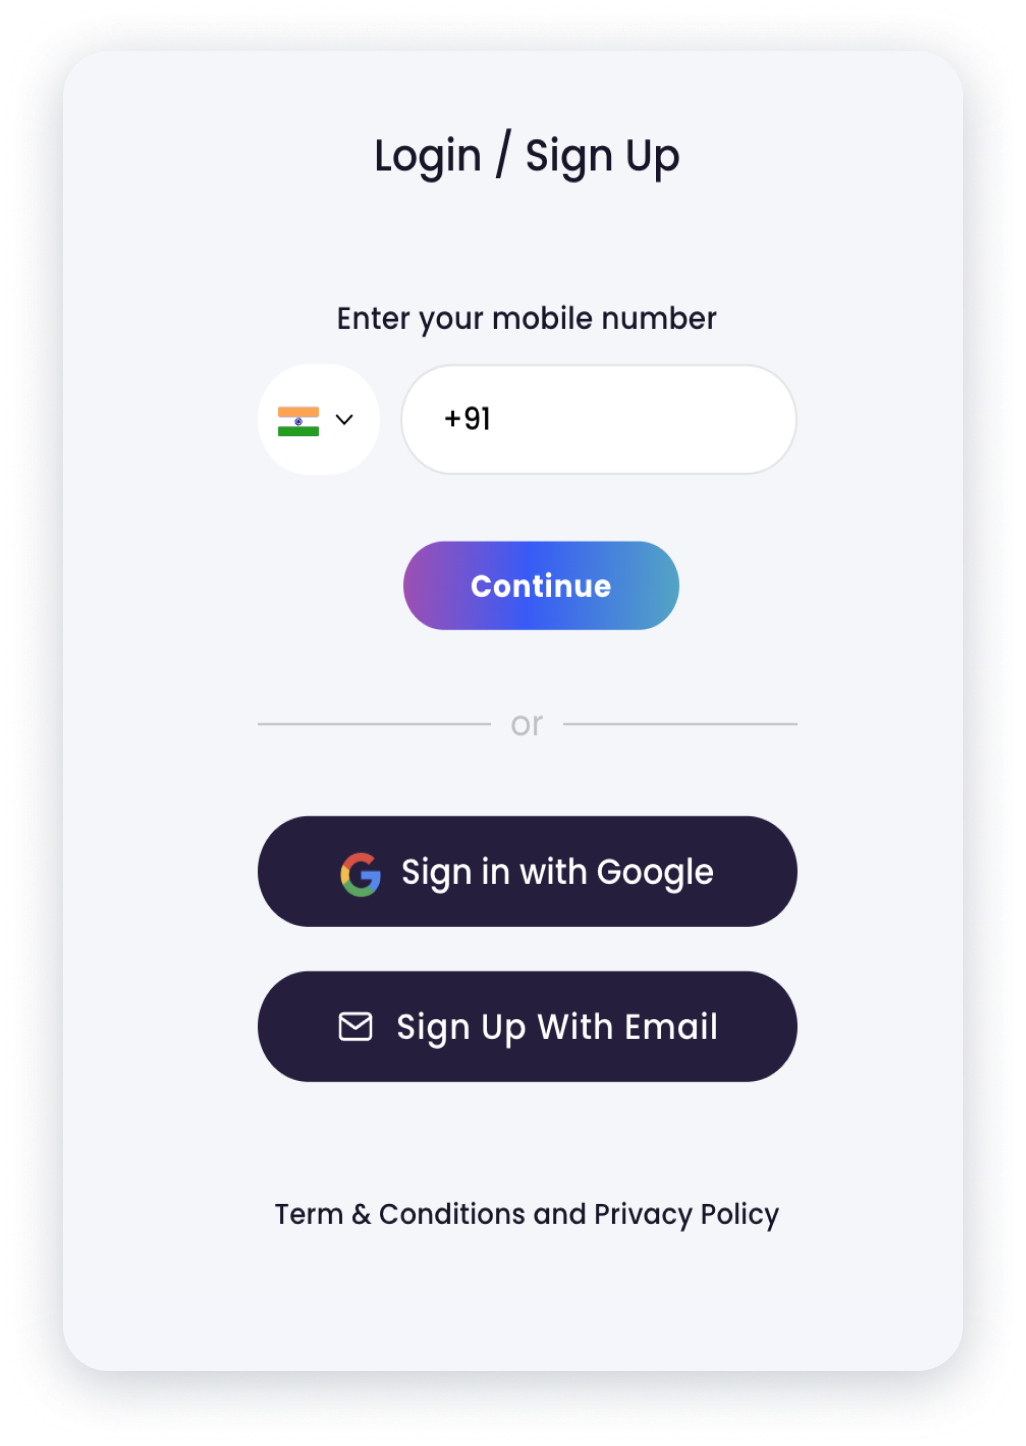 Login / Sign Up
Enter your mobile number
+91
Continue
or
Sign in with Google
Sign Up With Email
Term & Conditions and Privacy Policy